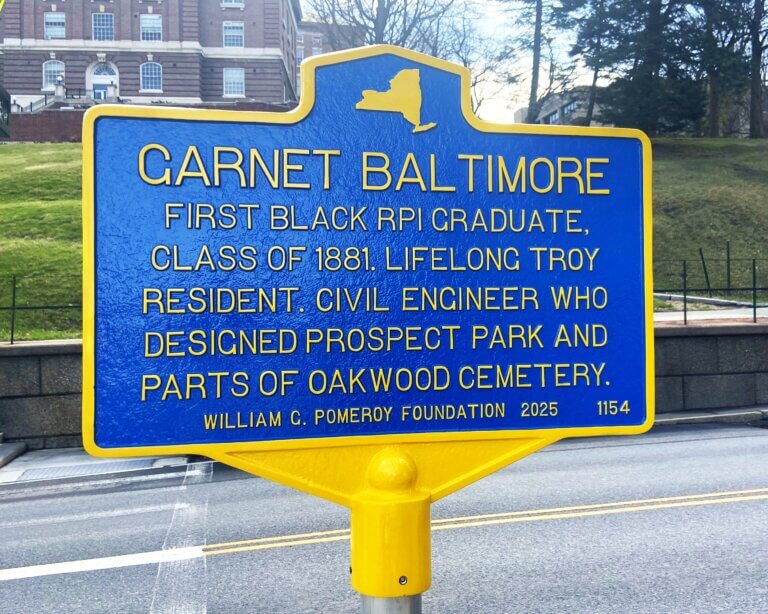 GARNET BALTIMORE
FIRST BLACK RPI GRADUATE,
CLASS OF 1881. LIFELONG TROY
RESIDENT. CIVIL ENGINEER WHO
DESIGNED PROSPECT PARK AND
PARTS OF OAKWOOD CEMETERY.
WILLIAM G. POMEROY FOUNDATION 2025 1154